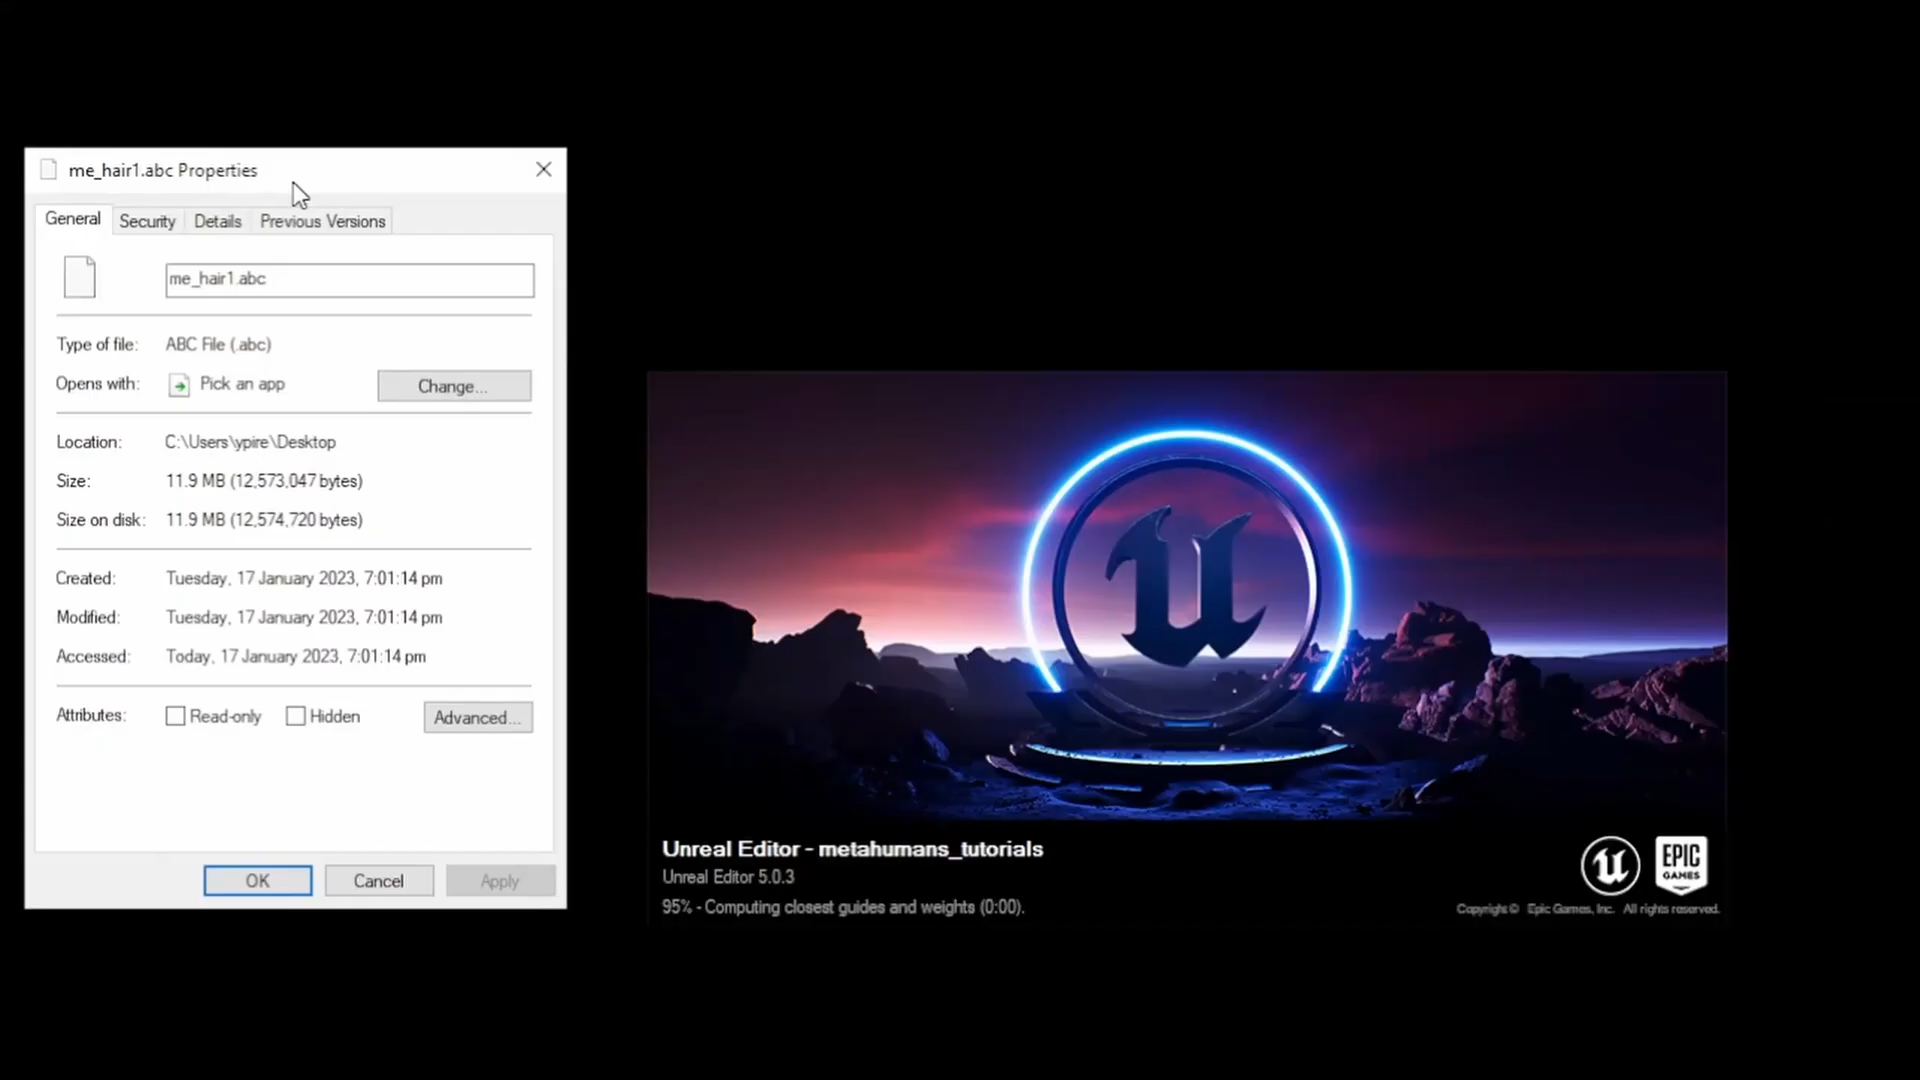 me_hair1.abc Properties
General
Security
Details
Previous Versions
me_hair1.abc
Type of file: ABC File (.abc)
Opens with: Pick an app
Change...
Location: C:\Users\ypire\Desktop
Size: 11.9 MB (12,573,047 bytes)
Size on disk: 11.9 MB (12,574,720 bytes)
Created: Tuesday, 17 January 2023, 7:01:14 pm
Modified: Tuesday, 17 January 2023, 7:01:14 pm
Accessed: Today, 17 January 2023, 7:01:14 pm
Attributes: Read-only Hidden
Advanced...
OK
Cancel
Apply
Unreal Editor - metahumans_tutorials
Unreal Editor 5.0.3
95% - Computing closest guides and weights (0:00).
EPIC
GAMES
Copyright © Epic Games, Inc. All rights reserved.